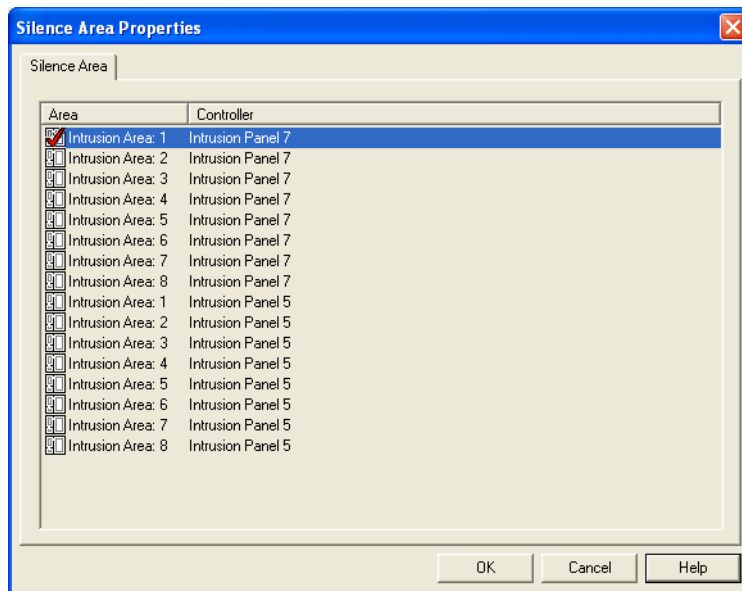 Silence Area Properties
Silence Area
Area Controller
Intrusion Area: 1 Intrusion Panel 7
Intrusion Area: 2 Intrusion Panel 7
Intrusion Area: 3 Intrusion Panel 7
Intrusion Area: 4 Intrusion Panel 7
Intrusion Area: 5 Intrusion Panel 7
Intrusion Area: 6 Intrusion Panel 7
Intrusion Area: 7 Intrusion Panel 7
Intrusion Area: 8 Intrusion Panel 7
Intrusion Area: 1 Intrusion Panel 5
Intrusion Area: 2 Intrusion Panel 5
Intrusion Area: 3 Intrusion Panel 5
Intrusion Area: 4 Intrusion Panel 5
Intrusion Area: 5 Intrusion Panel 5
Intrusion Area: 6 Intrusion Panel 5
Intrusion Area: 7 Intrusion Panel 5
Intrusion Area: 8 Intrusion Panel 5
OK Cancel Help